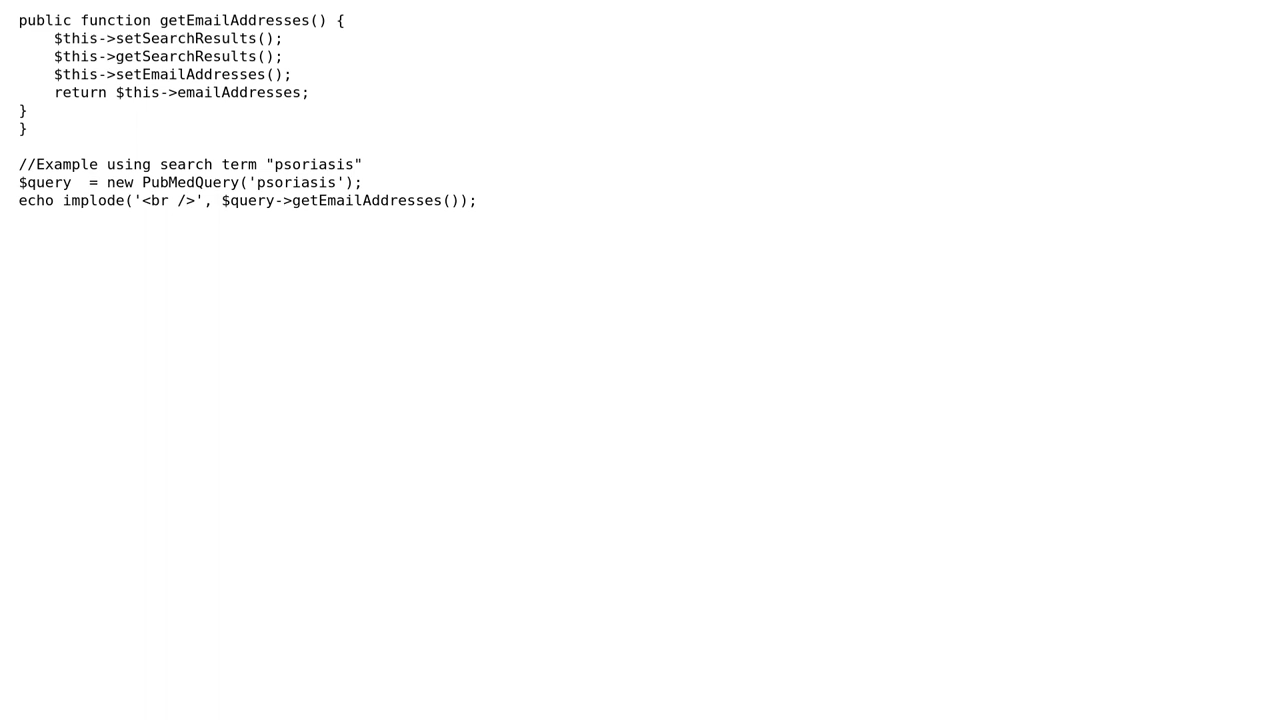 public function getEmailAddresses() {
    $this->setSearchResults();
    $this->getSearchResults();
    $this->setEmailAddresses();
    return $this->emailAddresses;
}
}

//Example using search term "psoriasis"
$query  = new PubMedQuery('psoriasis');
echo implode('<br />', $query->getEmailAddresses());